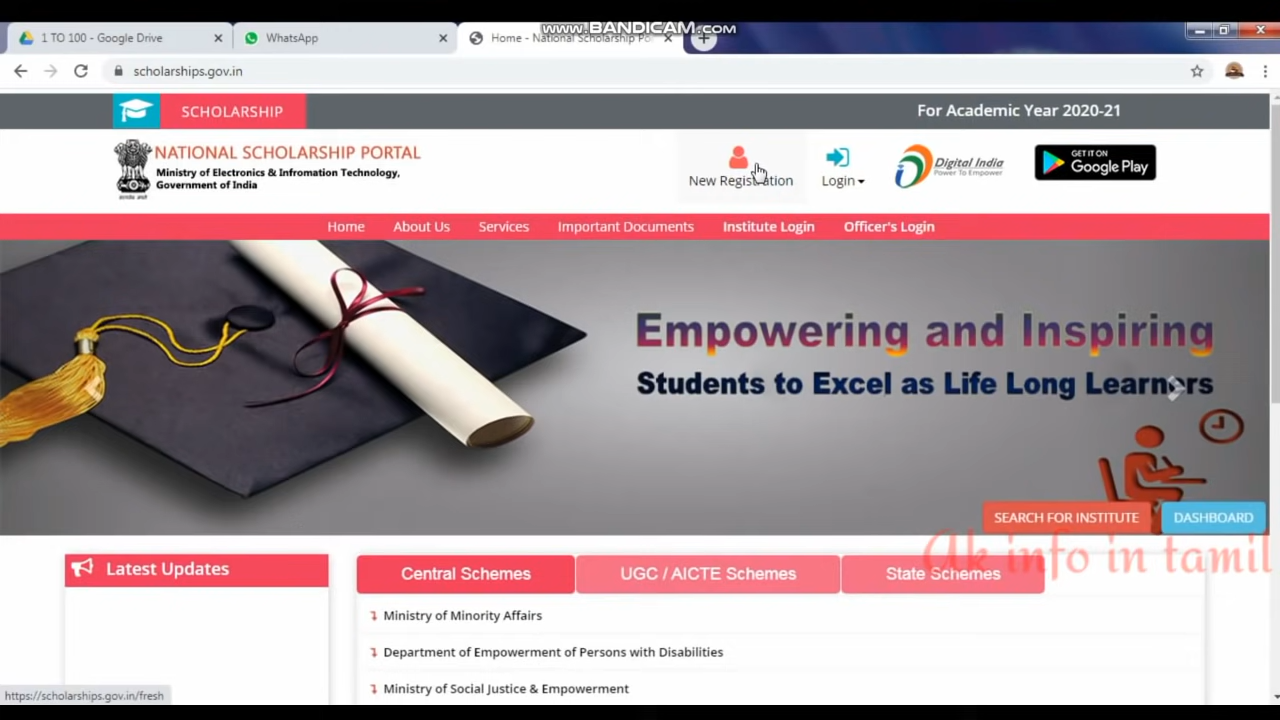 www.BANDICAM.com
1 TO 100 - Google Drive
WhatsApp
Home - National Scholarship Po
scholarships.gov.in
SCHOLARSHIP
For Academic Year 2020-21
NATIONAL SCHOLARSHIP PORTAL
Ministry of Electronics & Infromation Technology,
Government of India
New Registration
Login
Digital India
Power To Empower
GET IT ON
Google Play
Home
About Us
Services
Important Documents
Institute Login
Officer's Login
Empowering and Inspiring
Students to Excel as Life Long Learners
SEARCH FOR INSTITUTE
DASHBOARD
Ak info in tamil
Latest Updates
Central Schemes
UGC / AICTE Schemes
State Schemes
Ministry of Minority Affairs
Department of Empowerment of Persons with Disabilities
Ministry of Social Justice & Empowerment
https://scholarships.gov.in/fresh